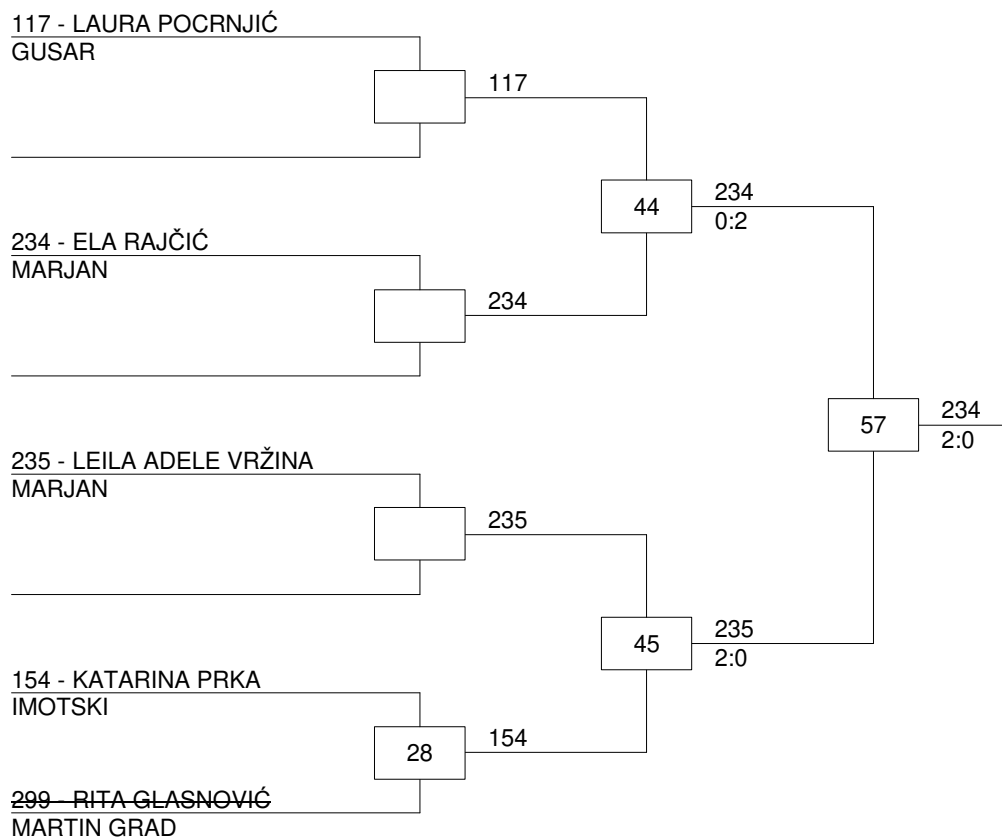 117 - LAURA POCRNJIĆ
GUSAR
117
44
234
0:2
234 - ELA RAJČIĆ
MARJAN
234
57
234
2:0
235 - LEILA ADELE VRŽINA
MARJAN
235
45
235
2:0
154 - KATARINA PRKA
IMOTSKI
28
154
299 - RITA GLASNOVIĆ
MARTIN GRAD